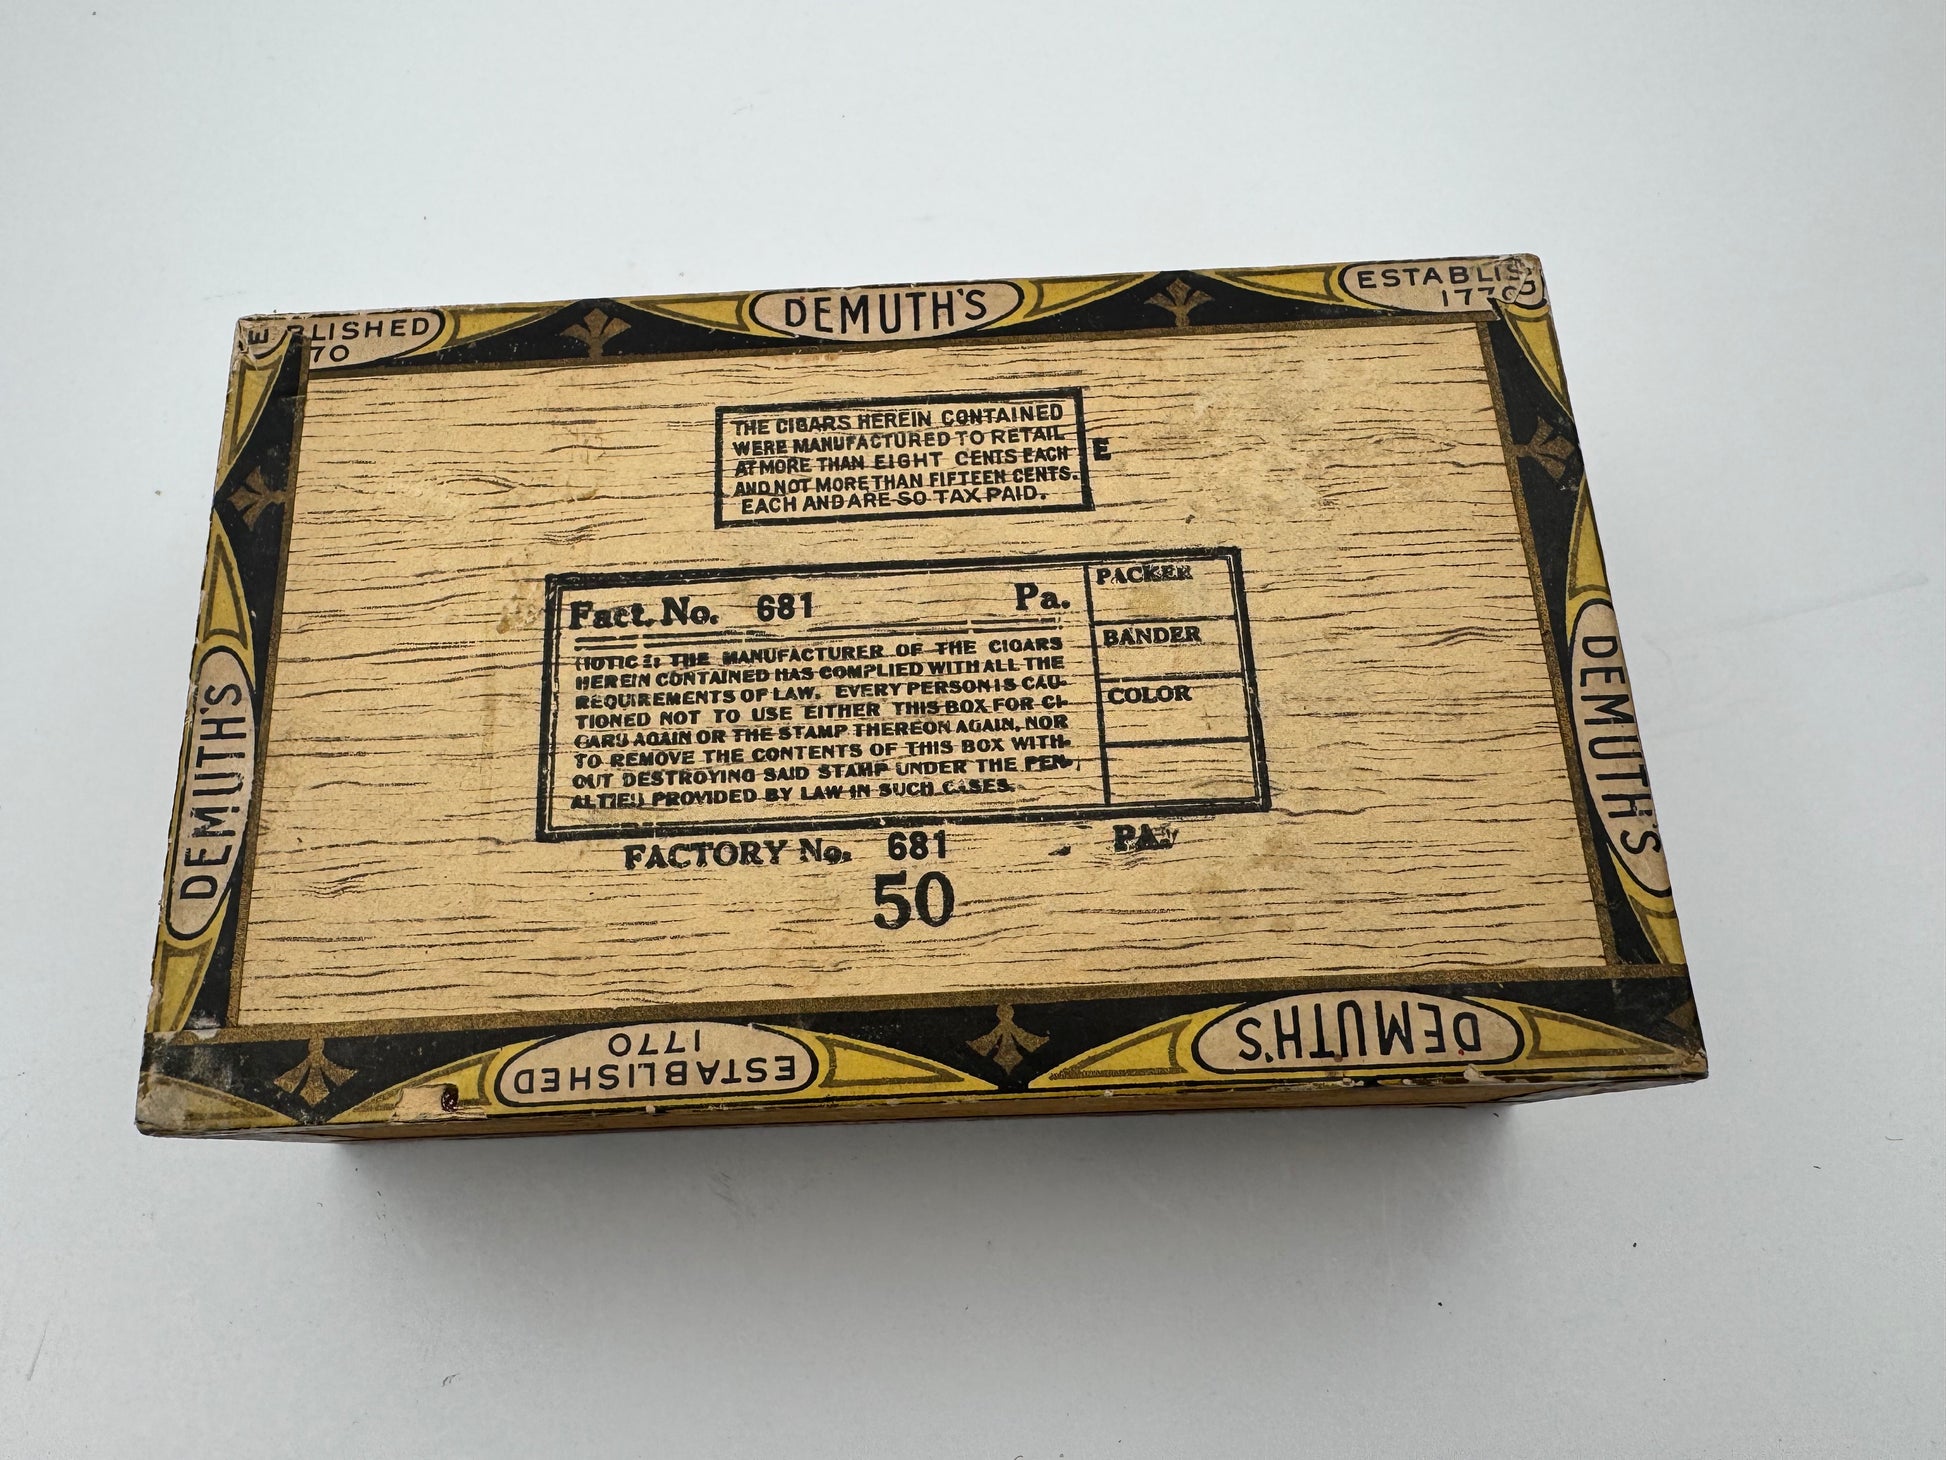 DEMUTH'S
ESTABLIS
1770
LISHED
70
THE CIGARS HEREIN CONTAINED
WERE MANUFACTURED TO RETAIL
AT MORE THAN EIGHT CENTS EACH
AND NOT MORE THAN FIFTEEN CENTS.
EACH AND ARE SO TAX PAID.
E
Fact. No. 681 Pa.
NOTICE: THE MANUFACTURER OF THE CIGARS
HEREIN CONTAINED HAS COMPLIED WITH ALL THE
REQUIREMENTS OF LAW. EVERY PERSON IS CAU-
TIONED NOT TO USE EITHER THIS BOX FOR CI-
GARS AGAIN OR THE STAMP THEREON AGAIN, NOR
TO REMOVE THE CONTENTS OF THIS BOX WITH-
OUT DESTROYING SAID STAMP UNDER THE PEN-
ALTIES PROVIDED BY LAW IN SUCH CASES.
PACKER
BANDER
COLOR
FACTORY No. 681 PA.
50
DEMUTH'S
DEMUTH'S
ESTABLISHED
1770
DEMUTH'S